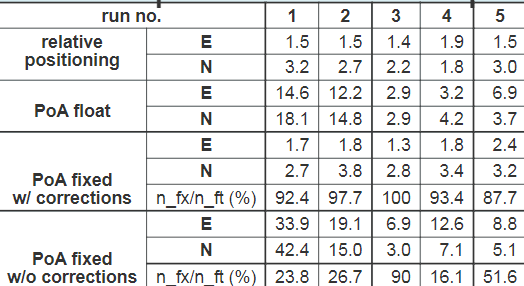 run no. 1 2 3 4 5
relative positioning E 1.5 1.5 1.4 1.9 1.5
N 3.2 2.7 2.2 1.8 3.0
PoA float E 14.6 12.2 2.9 3.2 6.9
N 18.1 14.8 2.9 4.2 3.7
PoA fixed w/ corrections E 1.7 1.8 1.3 1.8 2.4
N 2.7 3.8 2.8 3.4 3.2
n_fx/n_ft (%) 92.4 97.7 100 93.4 87.7
PoA fixed w/o corrections E 33.9 19.1 6.9 12.6 8.8
N 42.4 15.0 3.0 7.1 5.1
n_fx/n_ft (%) 23.8 26.7 90 16.1 51.6